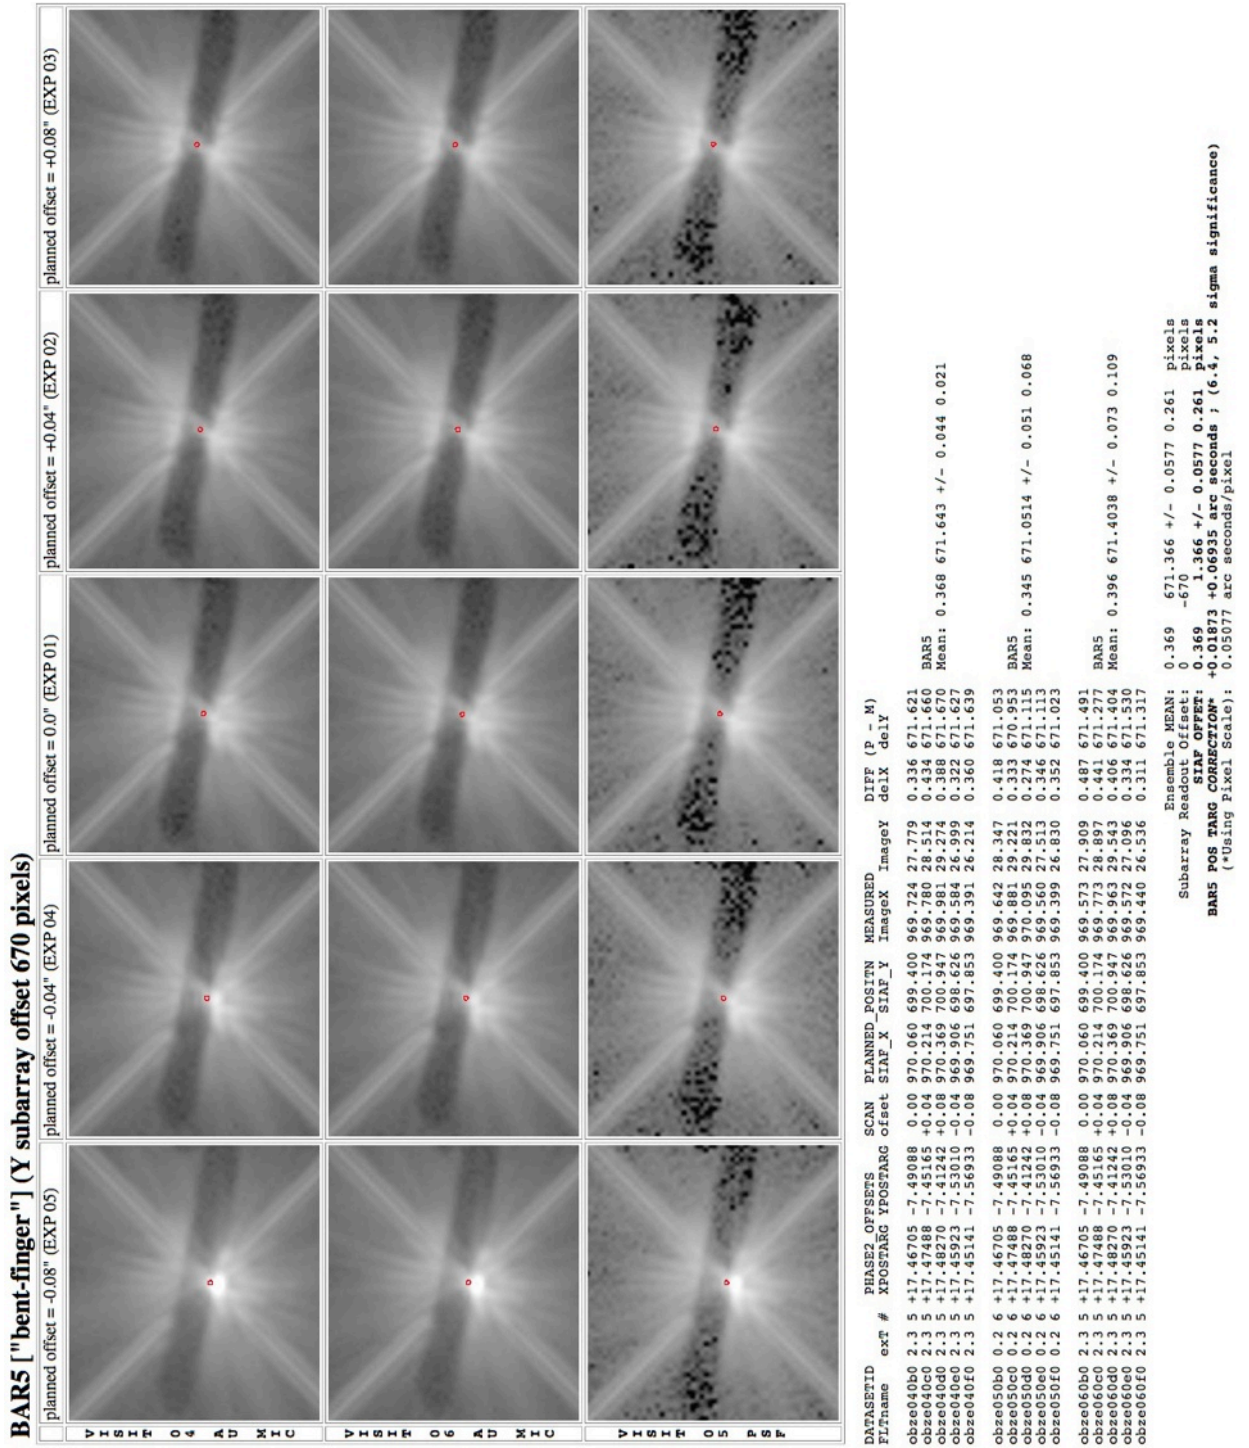 BAR5 ["bent-finger"] (Y subarray offset 670 pixels)
planned offset = -0.08" (EXP 05) planned offset = -0.04" (EXP 04) planned offset = 0.0" (EXP 01) planned offset = +0.04" (EXP 02) planned offset = +0.08" (EXP 03)
VISIT 04 AU MIC
VISIT 06 AU MIC
VISIT 05 PSF
DATASETID PHASE2_OFFSETS SCAN PLANNED_POSITN MEASURED DIFF (P - M)
FLTname exT # XPOSTARG YPOSTARG ofset SIAF_X SIAF_Y ImageX ImageY delX delY
obze040b0 2.3 5 +17.46705 -7.49088 0.00 970.060 699.400 969.724 27.779 0.336 671.621
obze040c0 2.3 5 +17.47488 -7.45165 +0.04 970.214 700.174 969.780 28.514 0.434 671.660 BAR5
obze040d0 2.3 5 +17.48270 -7.41242 +0.08 970.369 700.947 969.981 29.274 0.388 671.670 Mean: 0.368 671.643 +/- 0.044 0.021
obze040e0 2.3 5 +17.45923 -7.53010 -0.04 969.906 698.626 969.584 26.999 0.322 671.627
obze040f0 2.3 5 +17.45141 -7.56933 -0.08 969.751 697.853 969.391 26.214 0.360 671.639
obze050b0 0.2 6 +17.46705 -7.49088 0.00 970.060 699.400 969.642 28.347 0.418 671.053
obze050c0 0.2 6 +17.47488 -7.45165 +0.04 970.214 700.174 969.881 29.221 0.333 670.953 BAR5
obze050d0 0.2 6 +17.48270 -7.41242 +0.08 970.369 700.947 970.095 29.832 0.274 671.115 Mean: 0.345 671.0514 +/- 0.051 0.068
obze050e0 0.2 6 +17.45923 -7.53010 -0.04 969.906 698.626 969.560 27.513 0.346 671.113
obze050f0 0.2 6 +17.45141 -7.56933 -0.08 969.751 697.853 969.399 26.830 0.352 671.023
obze060b0 2.3 5 +17.46705 -7.49088 0.00 970.060 699.400 969.573 27.909 0.487 671.491
obze060c0 2.3 5 +17.47488 -7.45165 +0.04 970.214 700.174 969.773 28.897 0.441 671.277 BAR5
obze060d0 2.3 5 +17.48270 -7.41242 +0.08 970.369 700.947 969.963 29.543 0.406 671.404 Mean: 0.396 671.4038 +/- 0.073 0.109
obze060e0 2.3 5 +17.45923 -7.53010 -0.04 969.906 698.626 969.572 27.096 0.334 671.530
obze060f0 2.3 5 +17.45141 -7.56933 -0.08 969.751 697.853 969.440 26.536 0.311 671.317
Ensemble MEAN: 0.369 671.366 +/- 0.0577 0.261 pixels
Subarray Readout Offset: 0 -670 pixels
SIAF OFFET: 0.369 1.366 +/- 0.0577 0.261 pixels
BAR5 POS TARG CORRECTION* +0.01873 +0.06935 arc seconds ; (6.4, 5.2 sigma significance)
(*Using Pixel Scale): 0.05077 arc seconds/pixel